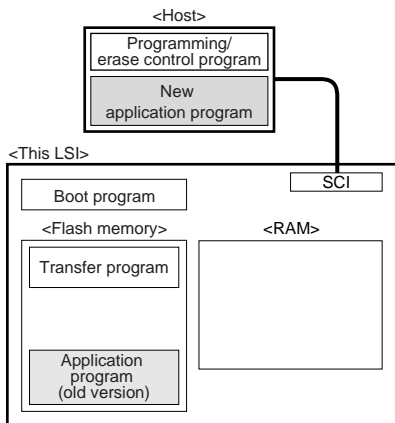 <Host>
Programming/
erase control program
New
application program
<This LSI>
SCI
Boot program
<Flash memory>
<RAM>
Transfer program
Application
program
(old version)